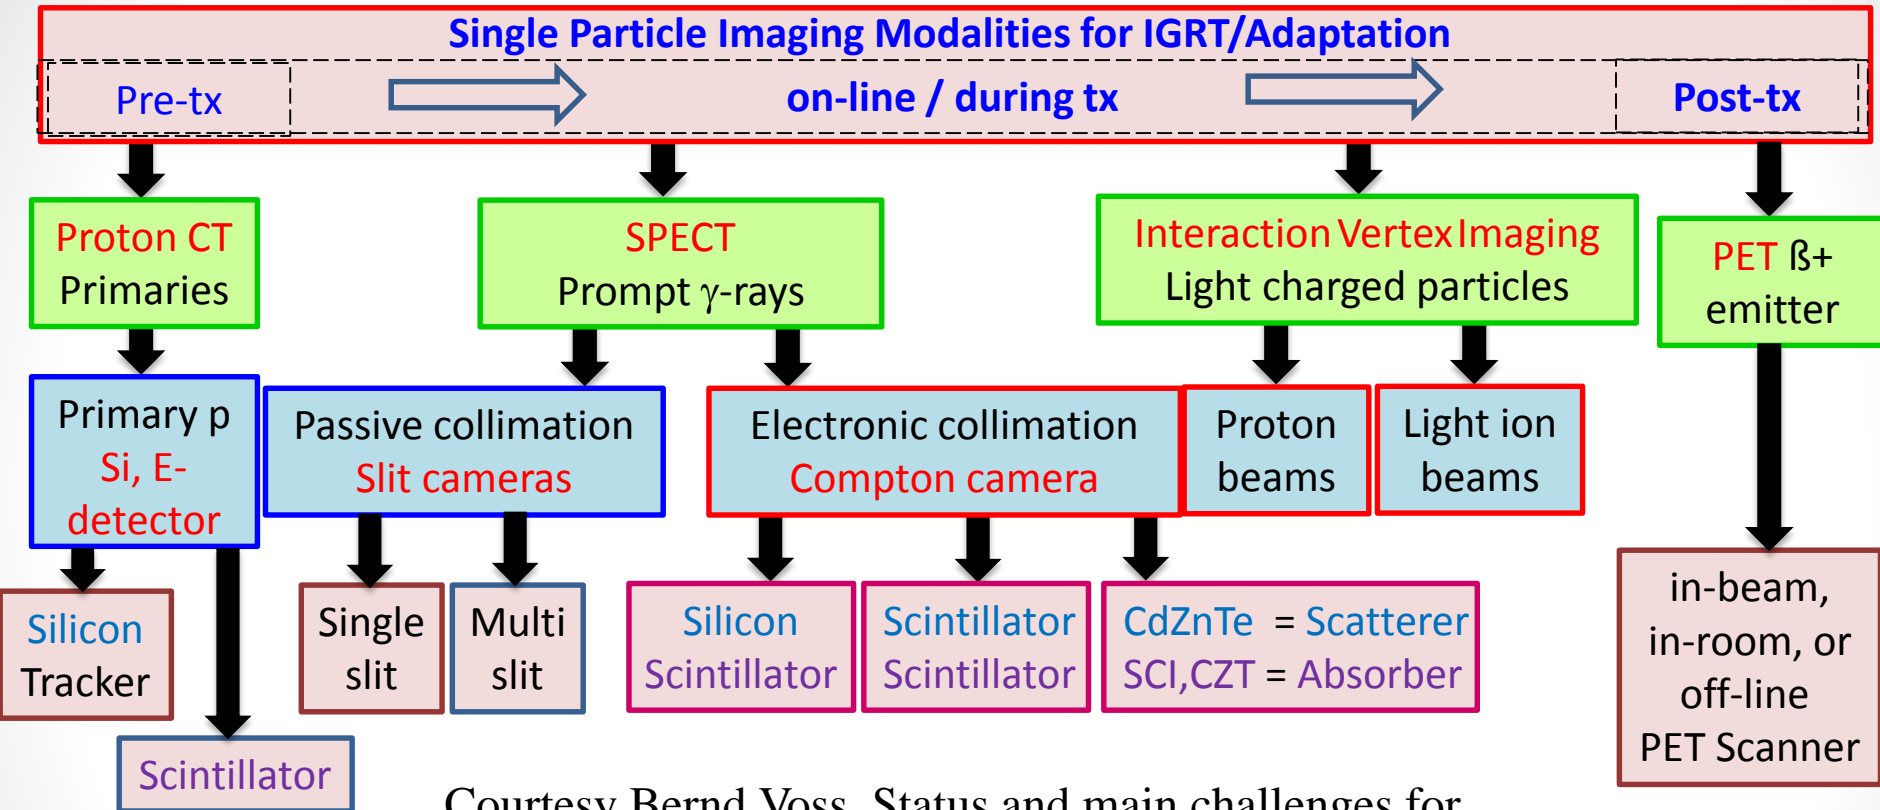 Single Particle Imaging Modalities for IGRT/Adaptation
Pre-tx
on-line / during tx
Post-tx
Proton CT
Primaries
SPECT
Prompt γ-rays
Interaction Vertex Imaging
Light charged particles
PET ß+
emitter
Primary p
Si, E-
detector
Passive collimation
Slit cameras
Electronic collimation
Compton camera
Proton
beams
Light ion
beams
Silicon
Tracker
Scintillator
Single
slit
Multi
slit
Silicon
Scintillator
Scintillator
Scintillator
CdZnTe = Scatterer
SCI,CZT = Absorber
in-beam,
in-room, or
off-line
PET Scanner
Courtesy Bernd Voss, Status and main challenges for